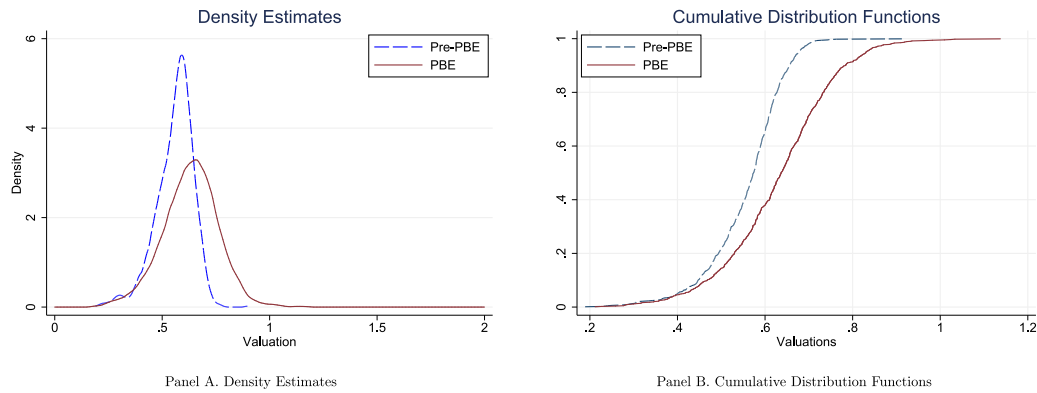 Density Estimates
6
4
2
0
Density
0
.5
1
1.5
2
Valuation
Pre-PBE
PBE
Panel A. Density Estimates
Cumulative Distribution Functions
1
.8
.6
.4
.2
0
.2
.4
.6
.8
1
1.2
Valuations
Pre-PBE
PBE
Panel B. Cumulative Distribution Functions